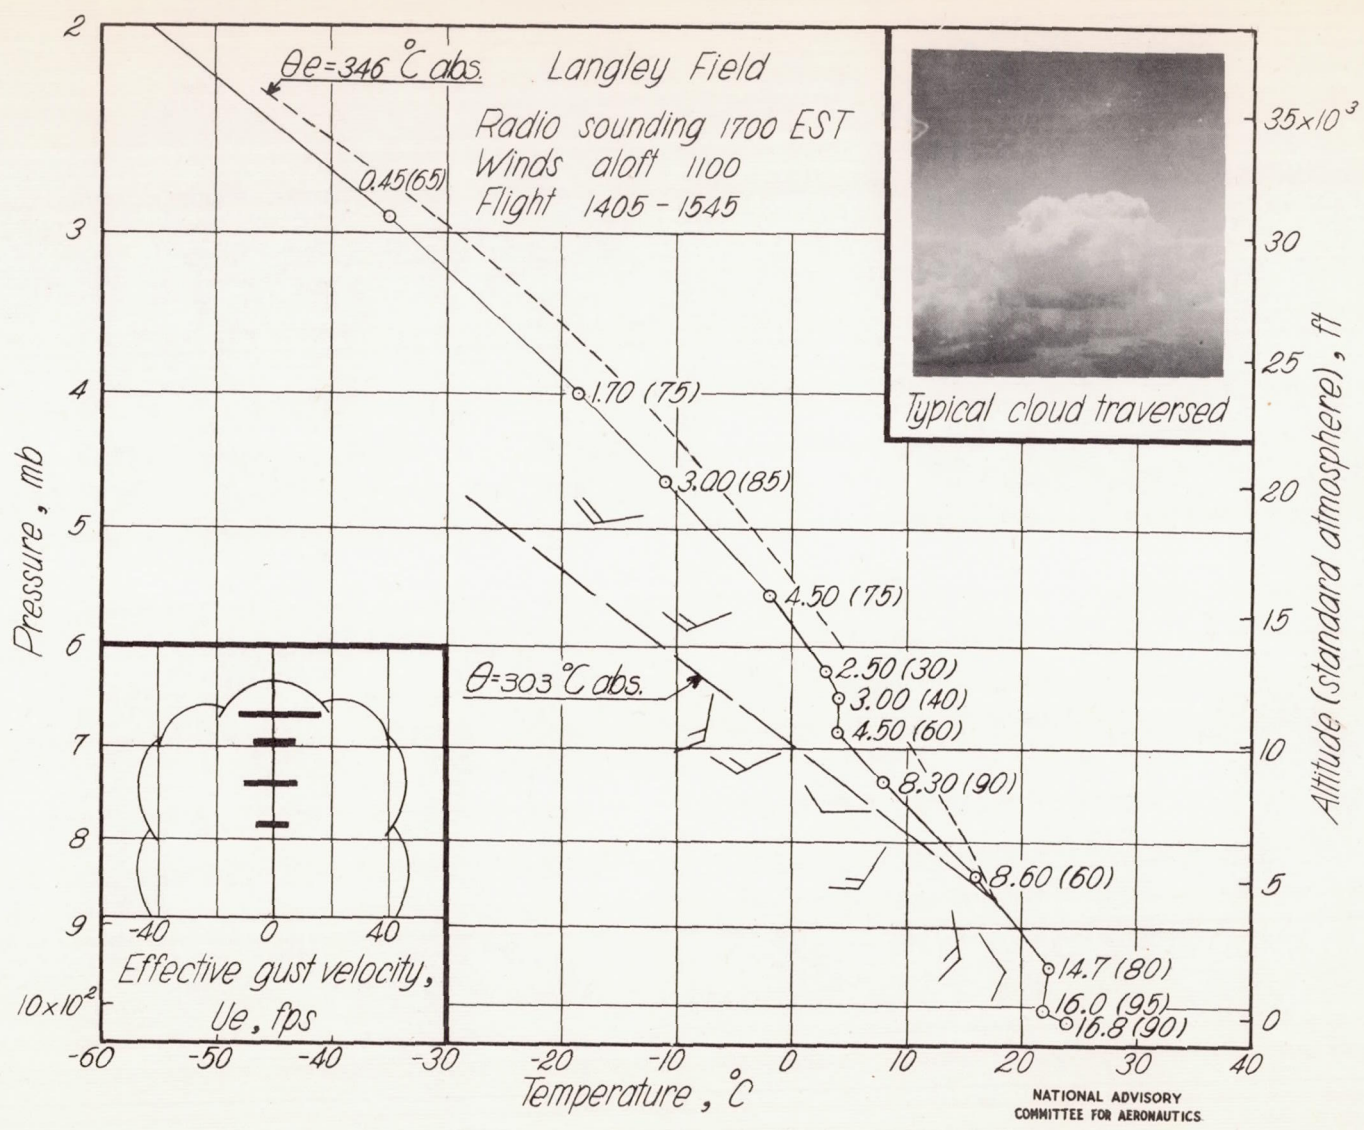 θe=346 °C abs.
Langley Field
Radio sounding 1700 EST
Winds aloft 1100
Flight 1405 - 1545
Typical cloud traversed
Pressure, mb
2
3
4
5
6
7
8
9
10×10²
Altitude (standard atmosphere), ft
35×10³
30
25
20
15
10
5
0
0.45(65)
1.70 (75)
3.00(85)
4.50 (75)
2.50(30)
3.00 (40)
4.50 (60)
8.30(90)
8.60 (60)
14.7 (80)
16.0 (95)
16.8 (90)
θ=303 °C abs.
-40 0 40
Effective gust velocity,
Ue, fps
-60 -50 -40 -30 -20 -10 0 10 20 30 40
Temperature, °C
NATIONAL ADVISORY
COMMITTEE FOR AERONAUTICS